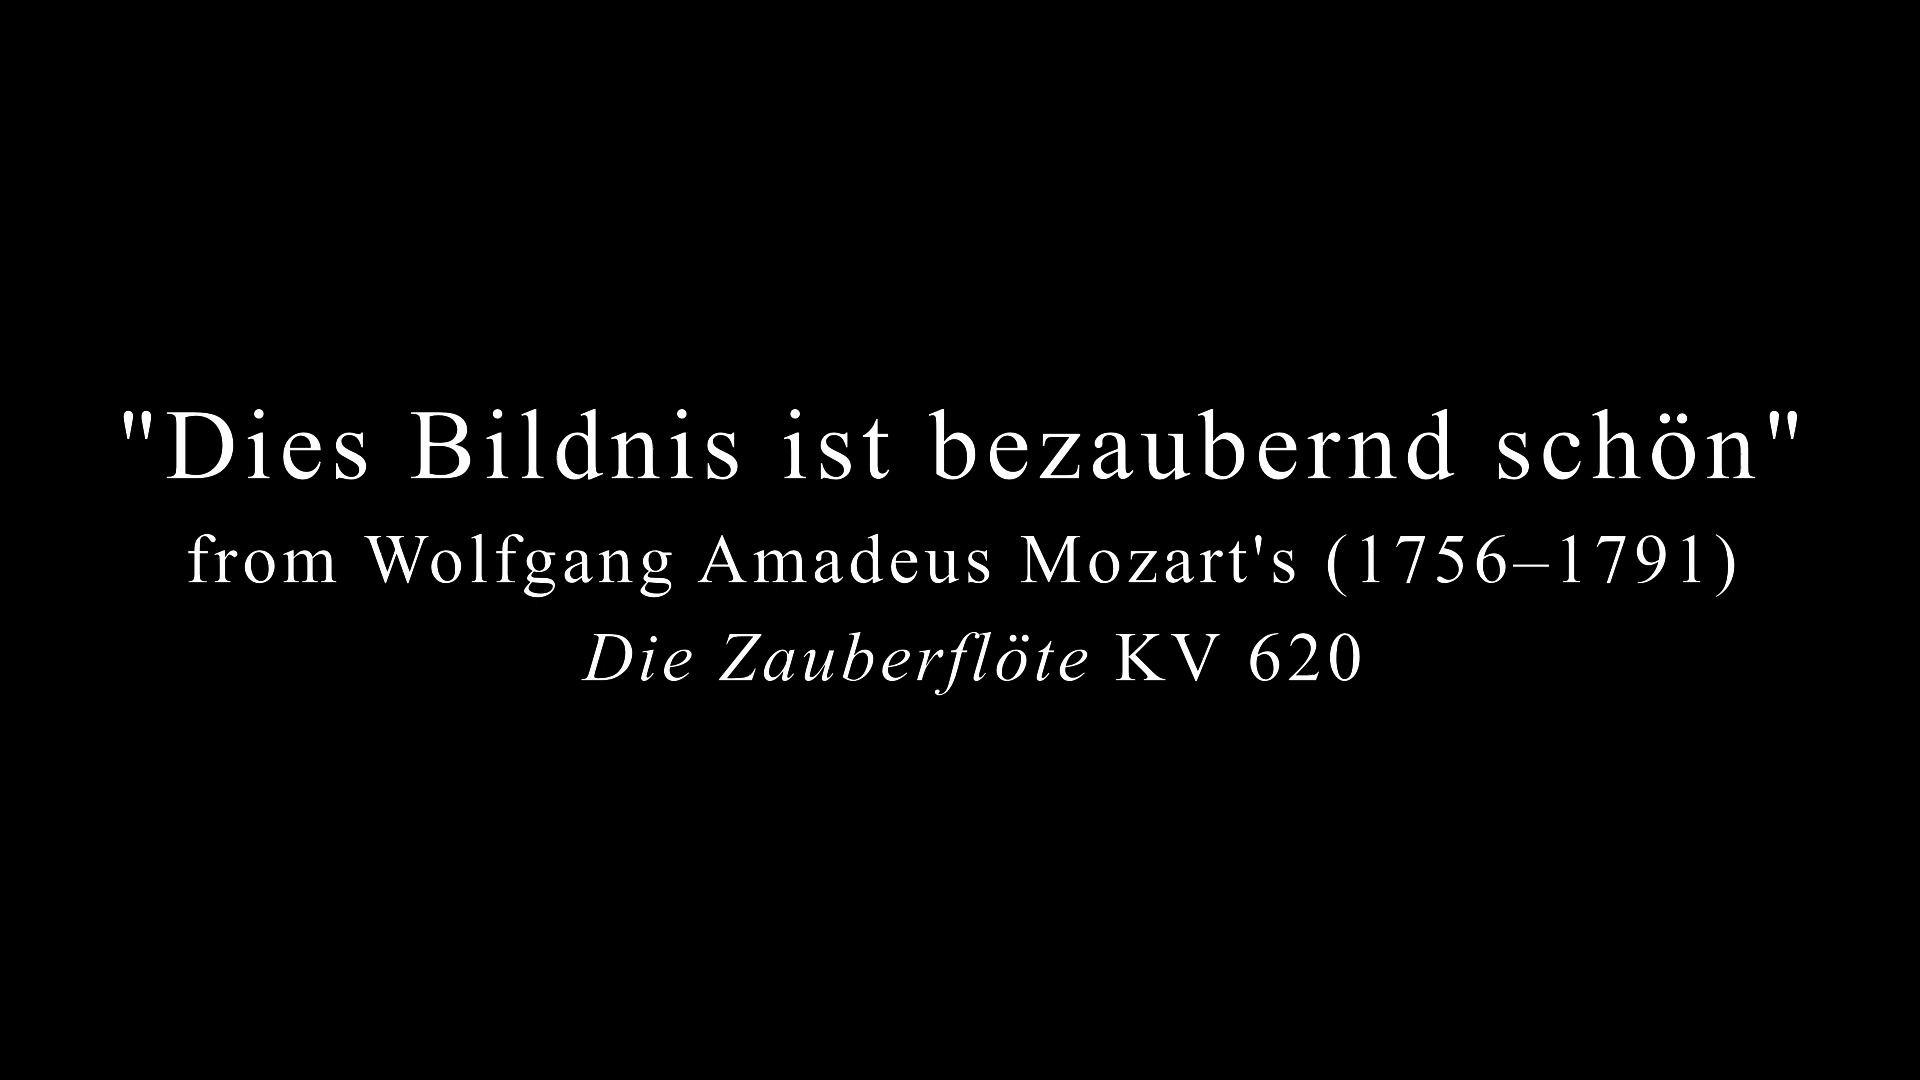 "Dies Bildnis ist bezaubernd schön"
from Wolfgang Amadeus Mozart's (1756–1791)
Die Zauberflöte KV 620